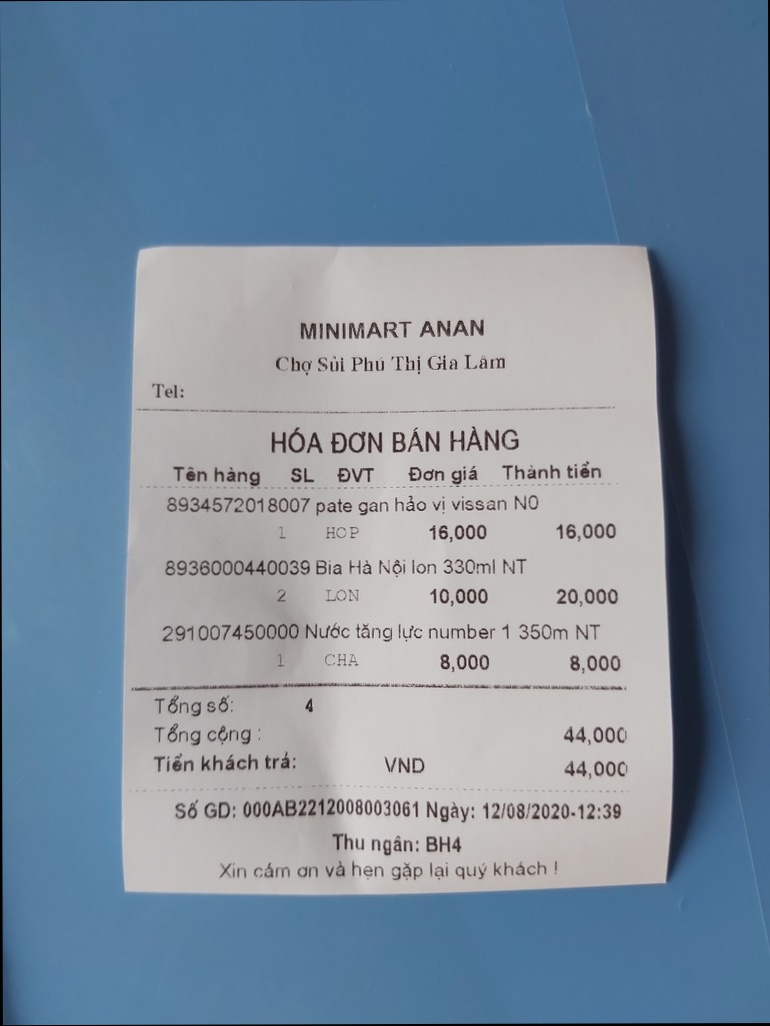 MINIMART ANAN
Chợ Sủi Phú Thị Gia Lâm
Tel:
HÓA ĐƠN BÁN HÀNG
Tên hàng SL ĐVT Đơn giá Thành tiền
8934572018007 pate gan hảo vị vissan N0
1 HOP 16,000 16,000
8936000440039 Bia Hà Nội lon 330ml NT
2 LON 10,000 20,000
291007450000 Nước tăng lực number 1 350m NT
1 CHA 8,000 8,000
Tổng số: 4
Tổng cộng : 44,000
Tiền khách trả: VND 44,000
Số GD: 000AB2212008003061 Ngày: 12/08/2020-12:39
Thu ngân: BH4
Xin cám ơn và hẹn gặp lại quý khách !